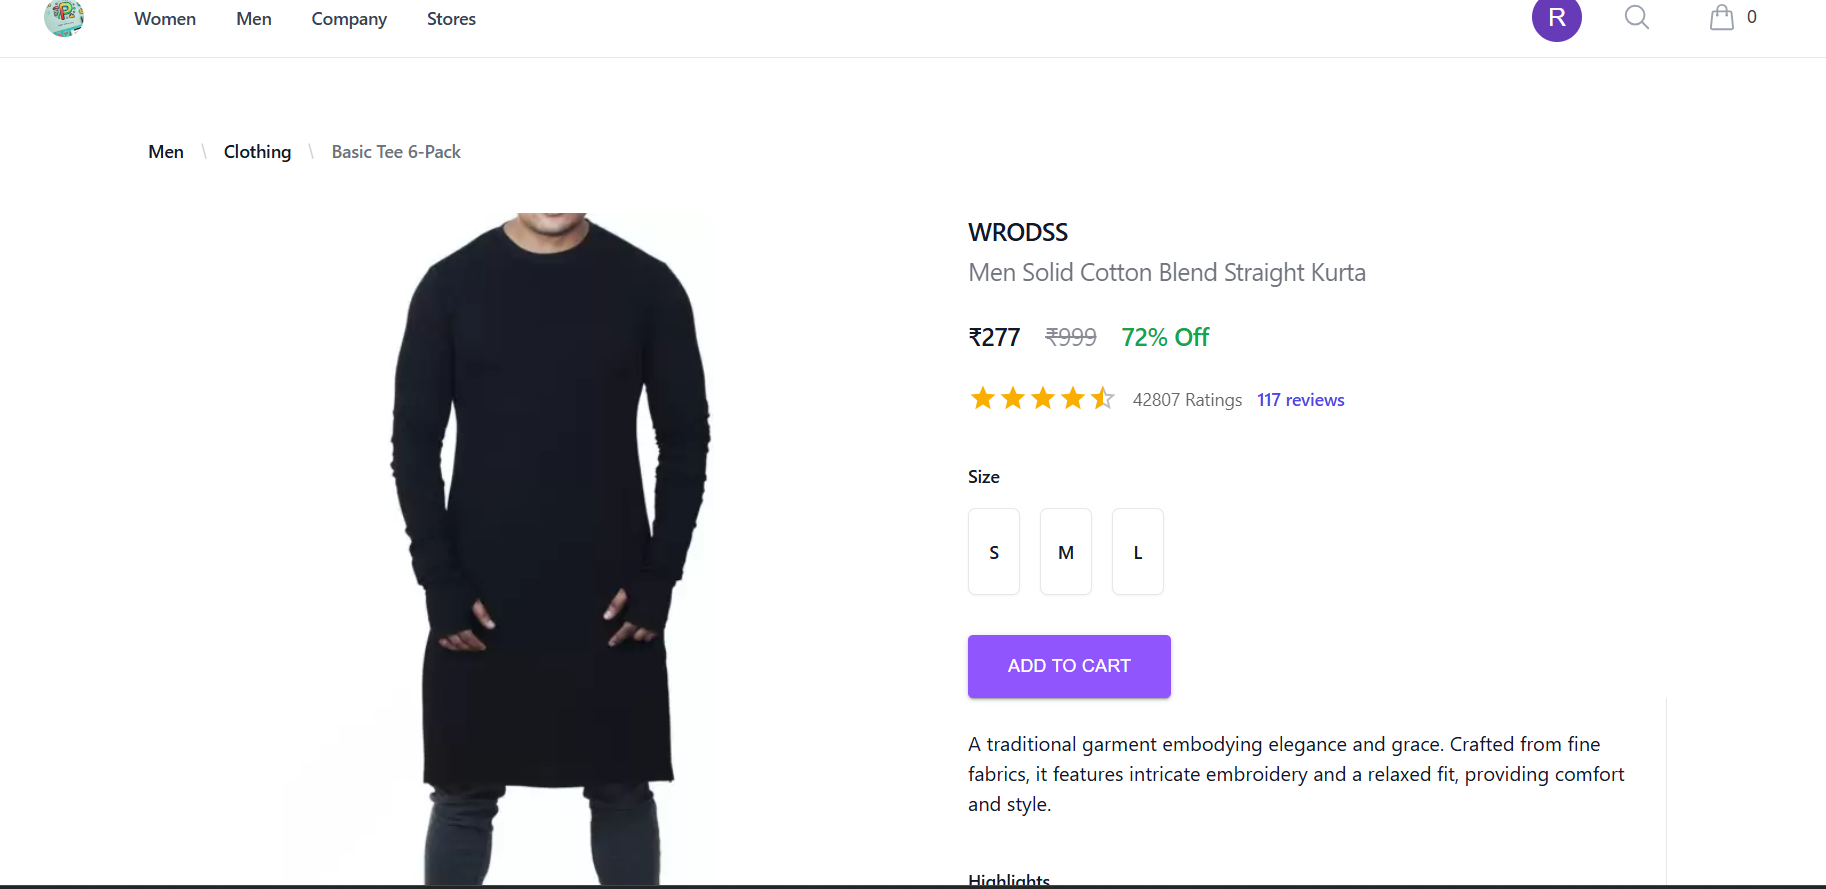 Women Men Company Stores R 0
Men \ Clothing \ Basic Tee 6-Pack
WRODSS
Men Solid Cotton Blend Straight Kurta
₹277 ₹999 72% Off
42807 Ratings 117 reviews
Size
S M L
ADD TO CART
A traditional garment embodying elegance and grace. Crafted from fine
fabrics, it features intricate embroidery and a relaxed fit, providing comfort
and style.
Highlights